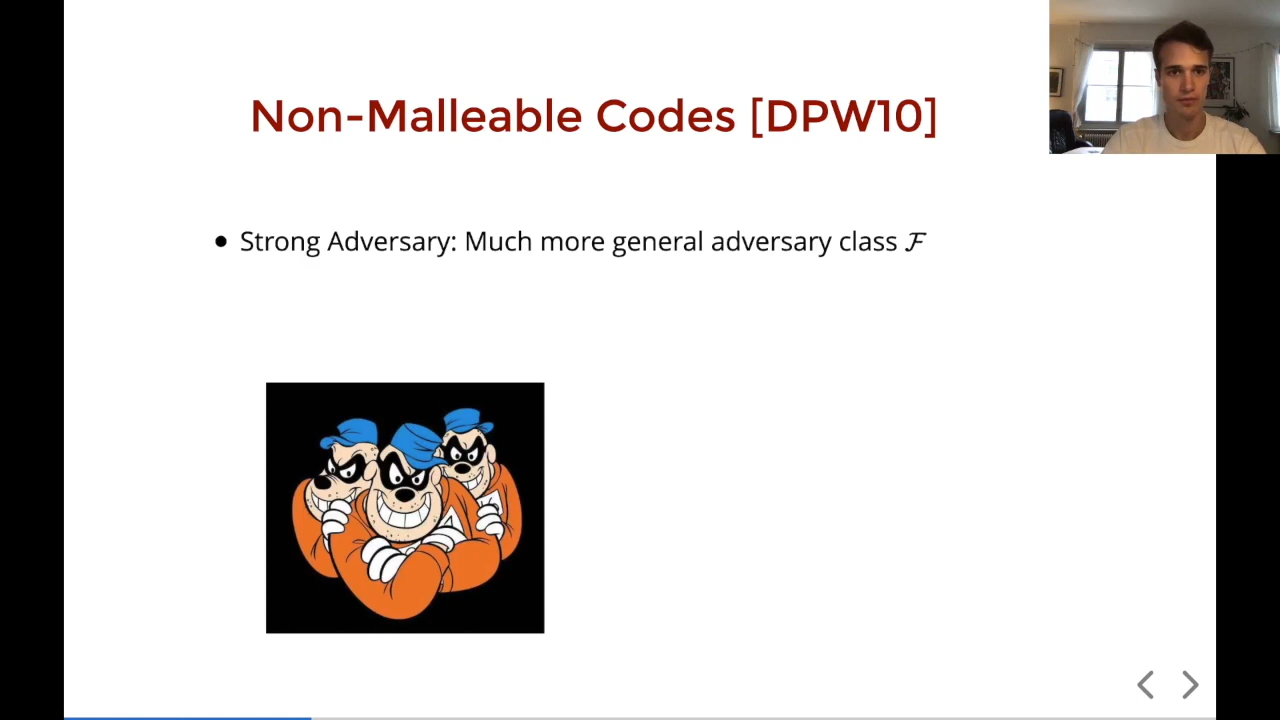 Non-Malleable Codes [DPW10]
• Strong Adversary: Much more general adversary class ℱ